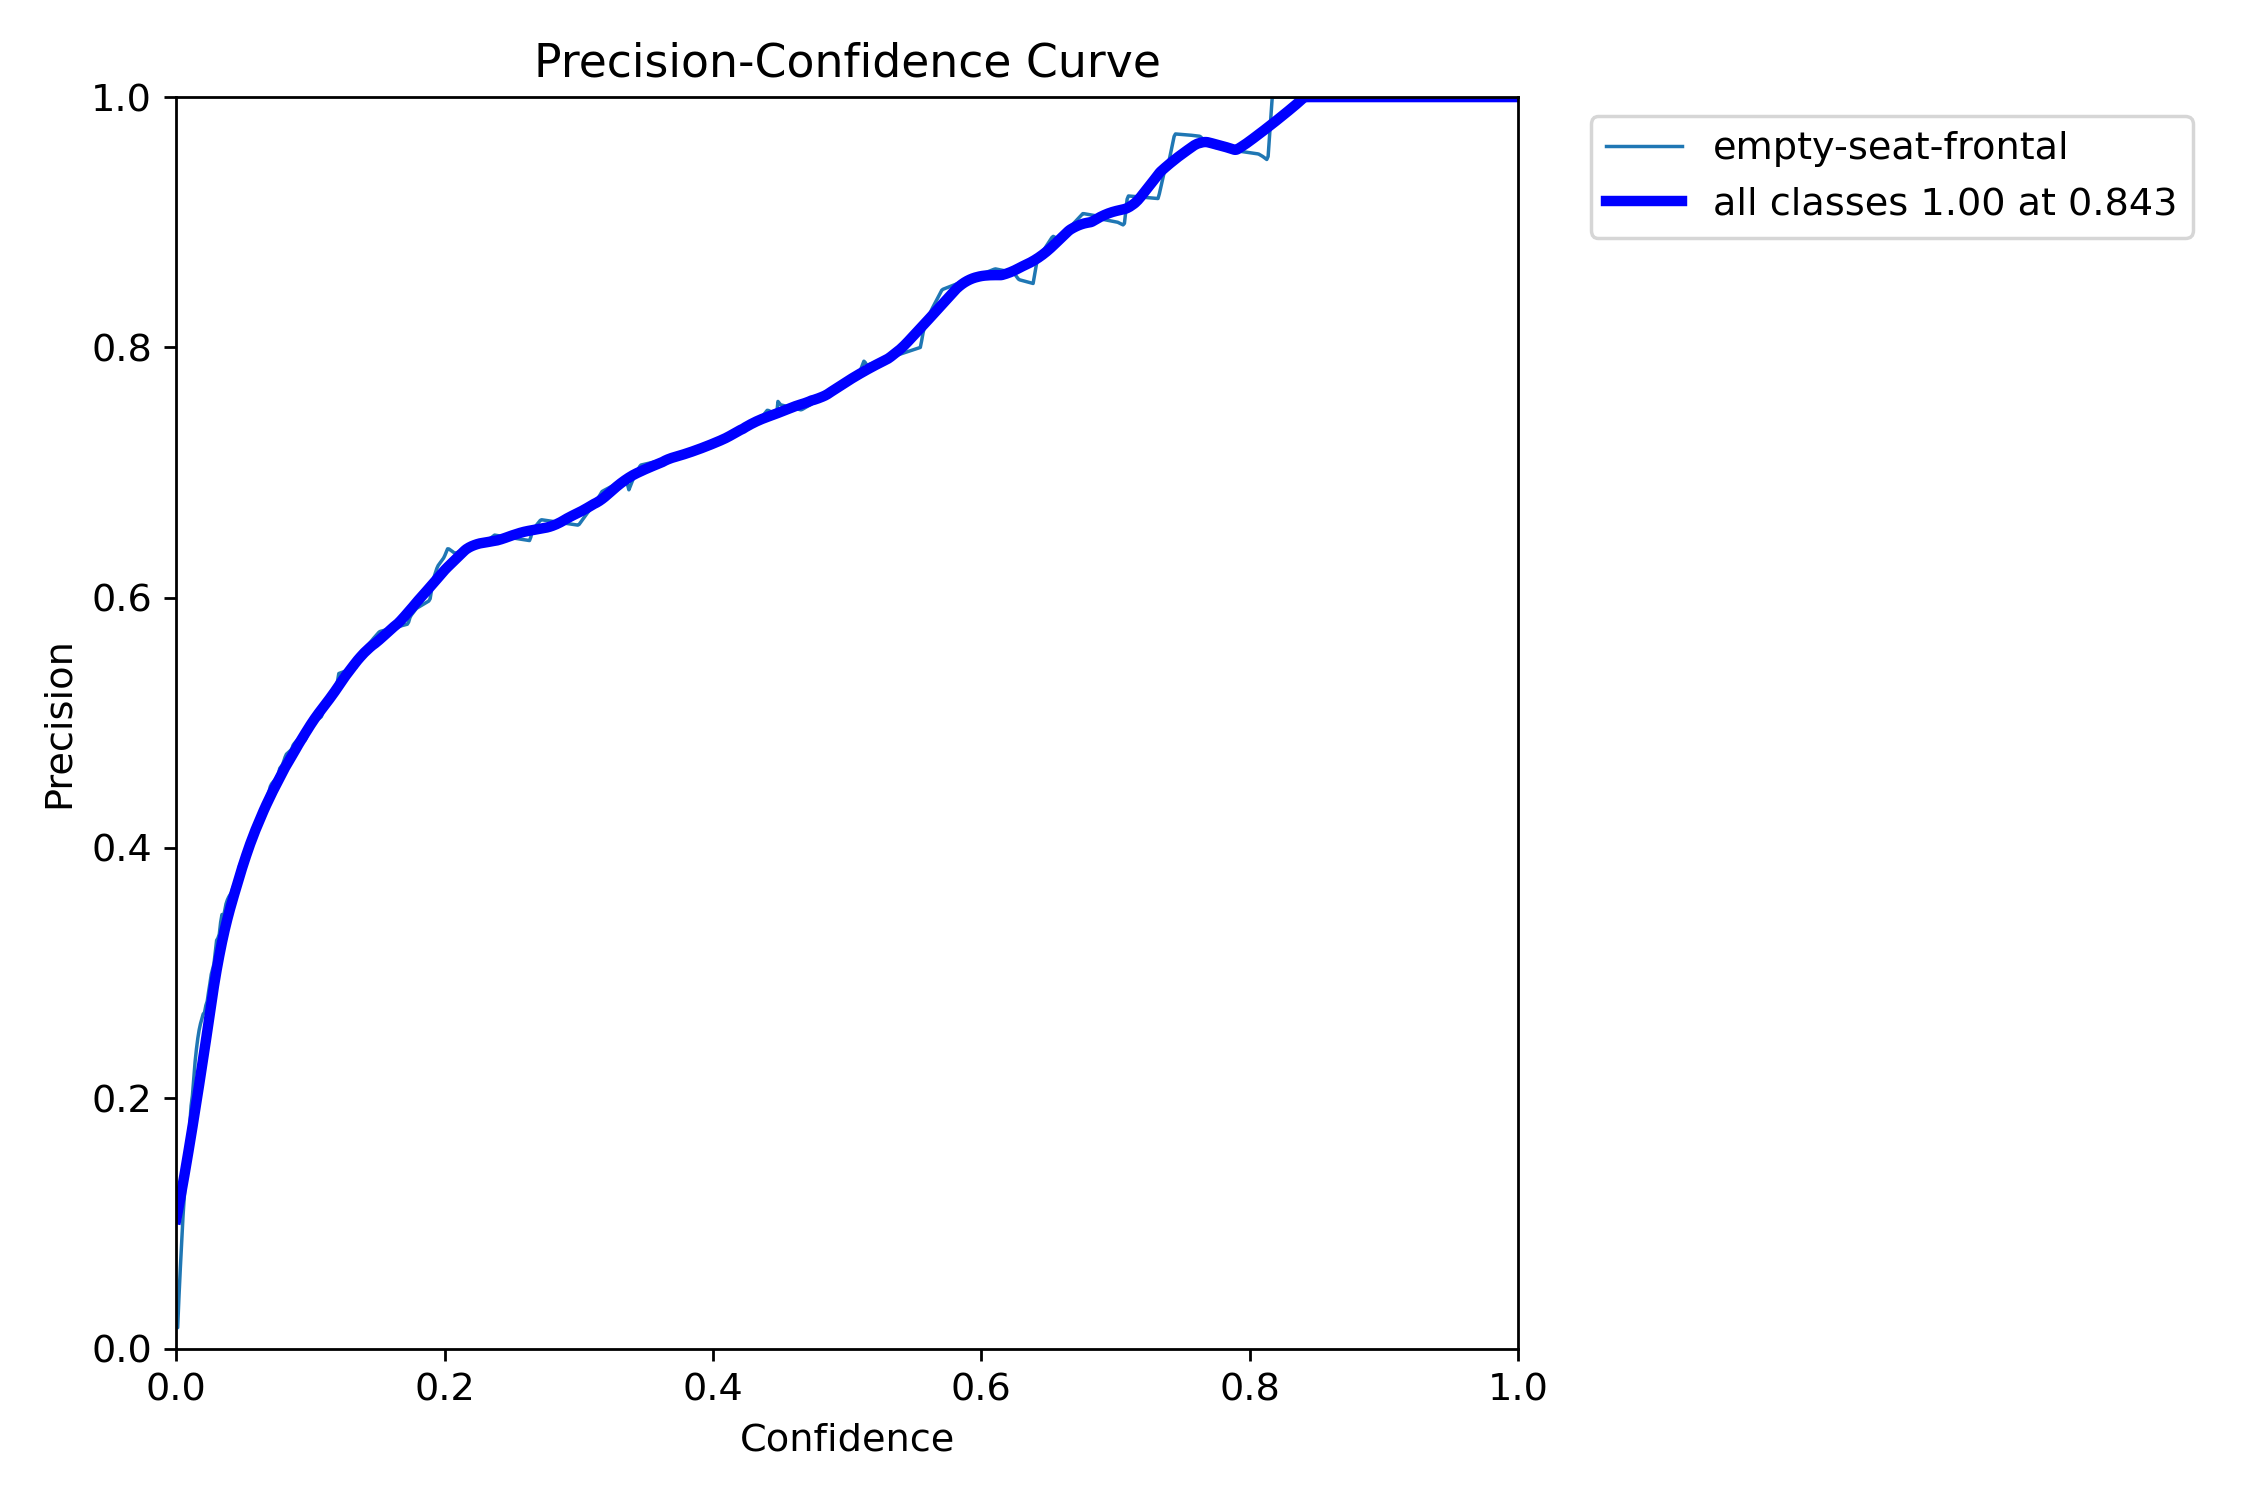 Precision-Confidence Curve
1.0
0.8
0.6
0.4
0.2
0.0
Precision
0.0 0.2 0.4 0.6 0.8 1.0
Confidence
empty-seat-frontal
all classes 1.00 at 0.843